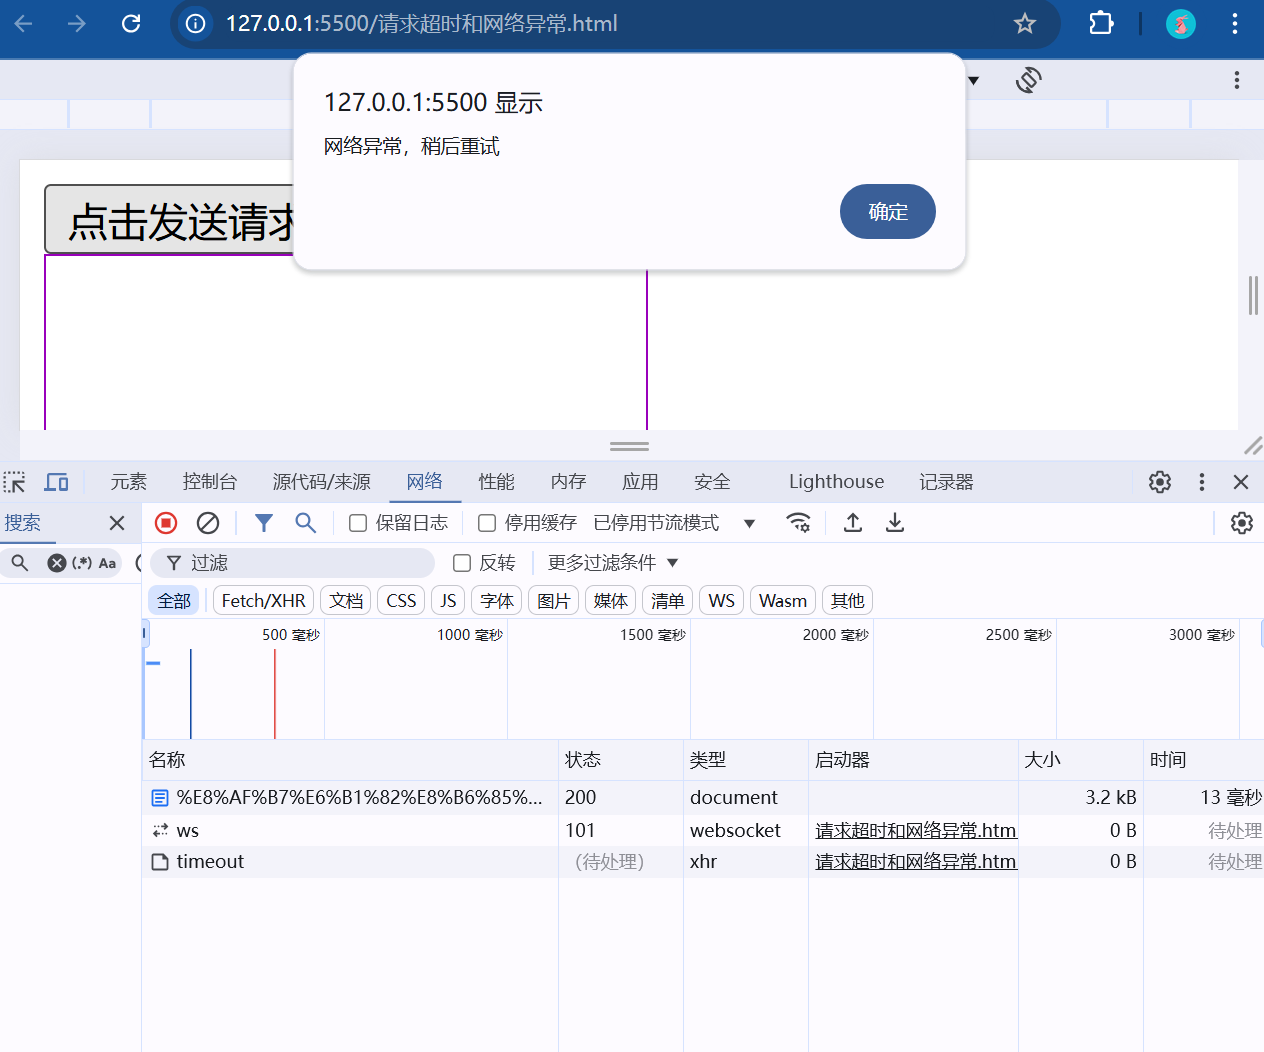 127.0.0.1:5500/请求超时和网络异常.html
127.0.0.1:5500 显示
网络异常，稍后重试
确定
点击发送请求
元素 控制台 源代码/来源 网络 性能 内存 应用 安全 Lighthouse 记录器
搜索
保留日志 停用缓存 已停用节流模式
(.*) Aa
过滤 反转 更多过滤条件
全部 Fetch/XHR 文档 CSS JS 字体 图片 媒体 清单 WS Wasm 其他
500 毫秒 1000 毫秒 1500 毫秒 2000 毫秒 2500 毫秒 3000 毫秒
名称 状态 类型 启动器 大小 时间
%E8%AF%B7%E6%B1%82%E8%B6%85%... 200 document 3.2 kB 13 毫秒
ws 101 websocket 请求超时和网络异常.htm 0 B 待处理
timeout （待处理） xhr 请求超时和网络异常.htm 0 B 待处理